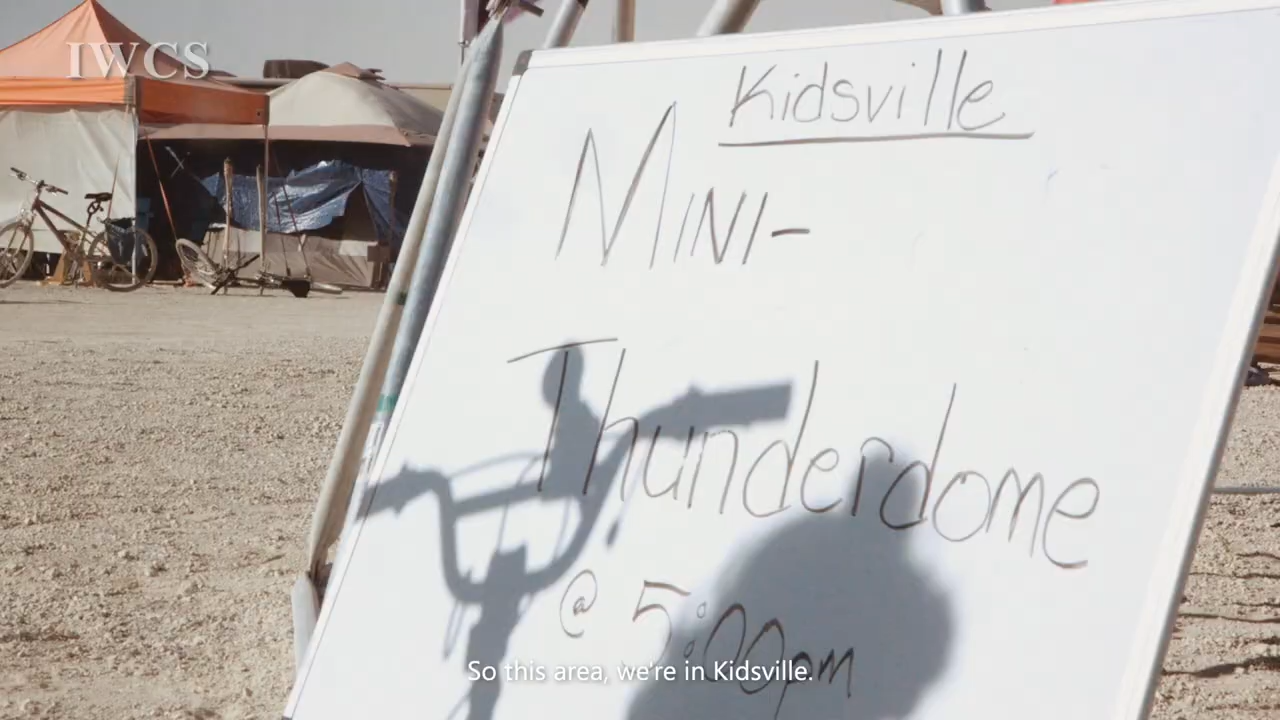 IWCS
Kidsville
Mini-
Thunderdome
@ 5:00pm
So this area, we're in Kidsville.